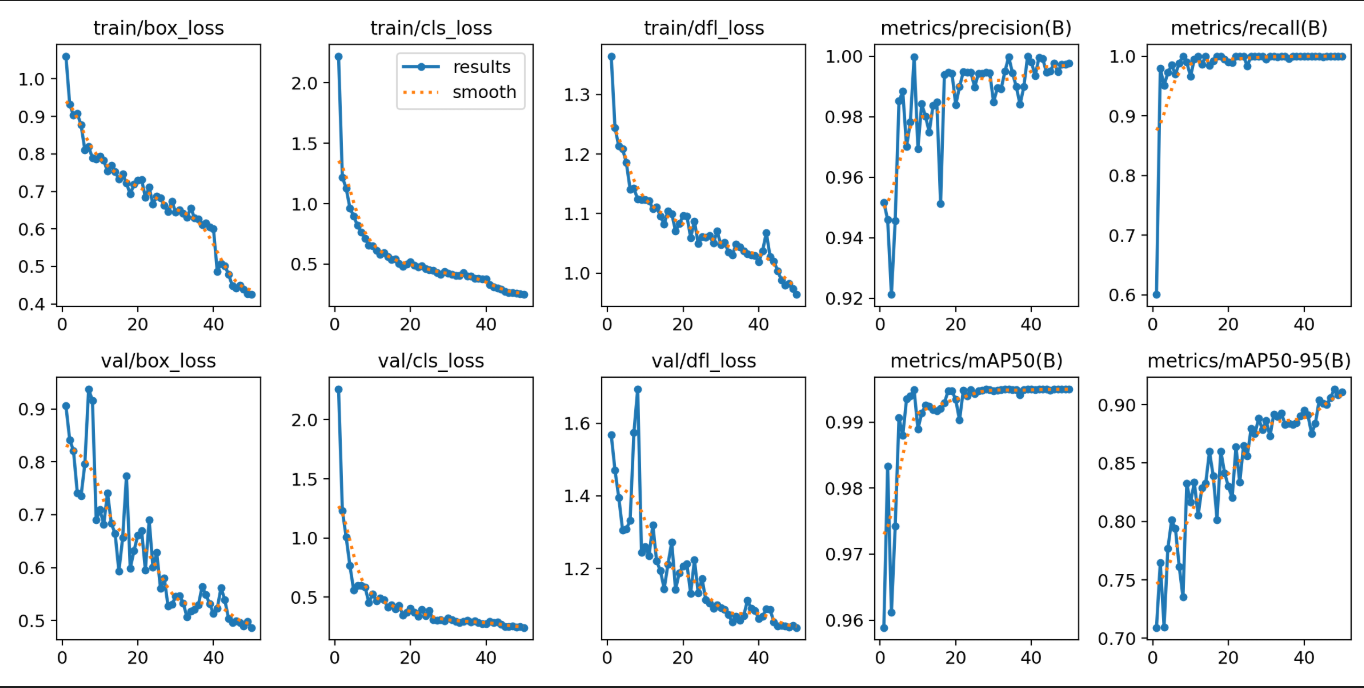 train/box_loss
1.0
0.9
0.8
0.7
0.6
0.5
0.4
0 20 40
train/cls_loss
results
smooth
2.0
1.5
1.0
0.5
0 20 40
train/dfl_loss
1.3
1.2
1.1
1.0
0 20 40
metrics/precision(B)
1.00
0.98
0.96
0.94
0.92
0 20 40
metrics/recall(B)
1.0
0.9
0.8
0.7
0.6
0 20 40
val/box_loss
0.9
0.8
0.7
0.6
0.5
0 20 40
val/cls_loss
2.0
1.5
1.0
0.5
0 20 40
val/dfl_loss
1.6
1.4
1.2
0 20 40
metrics/mAP50(B)
0.99
0.98
0.97
0.96
0 20 40
metrics/mAP50-95(B)
0.90
0.85
0.80
0.75
0.70
0 20 40